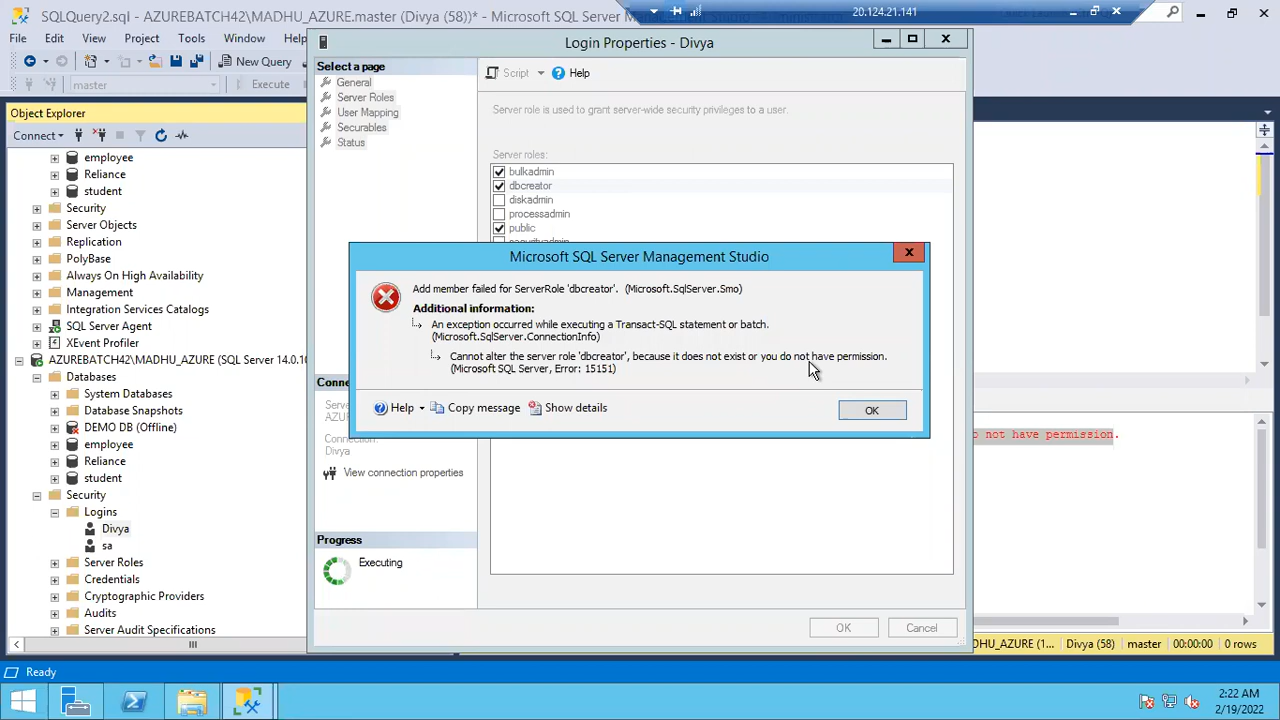 SQLQuery2.sql - AZUREBATCH42\MADHU_AZURE.master (Divya (58))* - Microsoft SQL Server Man
20.124.21.141
File Edit View Project Tools Window
New Query
master Execute
Object Explorer
Connect
employee
Reliance
student
Security
Server Objects
Replication
PolyBase
Always On High Availability
Management
Integration Services Catalogs
SQL Server Agent
XEvent Profiler
AZUREBATCH42\MADHU_AZURE (SQL Server 14.0.10
Databases
System Databases
Database Snapshots
DEMO DB (Offline)
employee
Reliance
student
Security
Logins
Divya
sa
Server Roles
Credentials
Cryptographic Providers
Audits
Server Audit Specifications
Login Properties - Divya
Select a page
General
Server Roles
User Mapping
Securables
Status
Script Help
Server role is used to grant server-wide security privileges to a user.
Server roles:
bulkadmin
dbcreator
diskadmin
processadmin
public
securityadmin
Microsoft SQL Server Management Studio
Add member failed for ServerRole 'dbcreator'. (Microsoft.SqlServer.Smo)
Additional information:
An exception occurred while executing a Transact-SQL statement or batch.
(Microsoft.SqlServer.ConnectionInfo)
Cannot alter the server role 'dbcreator', because it does not exist or you do not have permission.
(Microsoft SQL Server, Error: 15151)
Help Copy message Show details OK
Conne
Serve
AZUR
Connection:
Divya
View connection properties
Progress
Executing
OK Cancel
o not have permission.
DHU_AZURE (1... Divya (58) master 00:00:00 0 rows
Ready
2:22 AM
2/19/2022